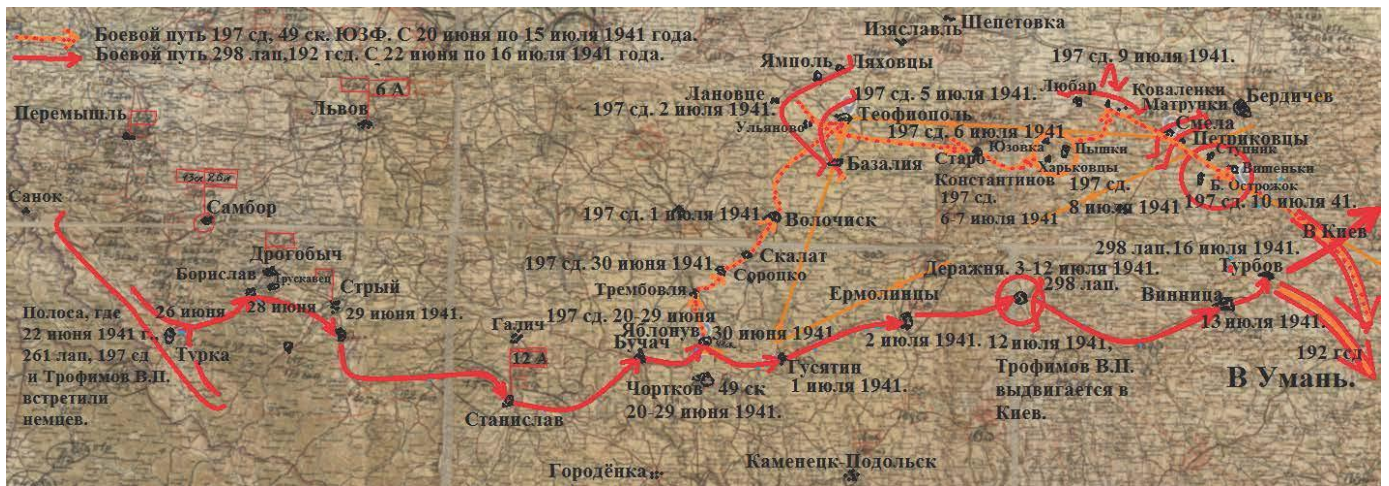 Боевой путь 197 сд, 49 ск. ЮЗФ. С 20 июня по 15 июля 1941 года.
Боевой путь 298 лап,192 гсд. С 22 июня по 16 июля 1941 года.
Шепетовка
Изяславль
Ямполь
Ляховцы
197 сд. 9 июля 1941.
6 А
Львов
Перемышль
Лановце
197 сд. 2 июля 1941.
197 сд. 5 июля 1941.
Ульяново
Теофиополь
Любар
Коваленки
Матрунки
Бердичев
Смела
Петриковцы
197 сд. 6 июля 1941
Юзовка
Пышки
Харьковцы
Ступник
Вишеньки
Б. Острожок
Базалия
Старо-
Константинов
197 сд.
6-7 июля 1941
197 сд.
8 июля 1941
197 сд. 10 июля 41.
Санок
Самбор
197 сд. 1 июля 1941.
Волочиск
В Киев
Дрогобыч
Борислав
Трускавец
Стрый
197 сд. 30 июня 1941
Скалат
Сороцко
Трембовля
298 лап. 16 июля 1941.
Турбов
Деражня. 3-12 июля 1941.
298 лап.
Полоса, где
22 июня 1941 г.,
261 лап, 197 сд
и Трофимов В.П.
встретили
немцев.
26 июня
28 июня
29 июня 1941.
Турка
Галич
12 А
197 сд. 20-29 июня
Яблонув
30 июня 1941
Бучач
Ермолинцы
2 июля 1941.
Винница
13 июля 1941.
Гусятин
1 июля 1941.
12 июля 1941,
Трофимов В.П.
выдвигается в
Киев.
192 гсд
В Умань.
Чортков
49 ск
20-29 июня 1941.
Станислав
Городёнка
Каменецк-Подольск